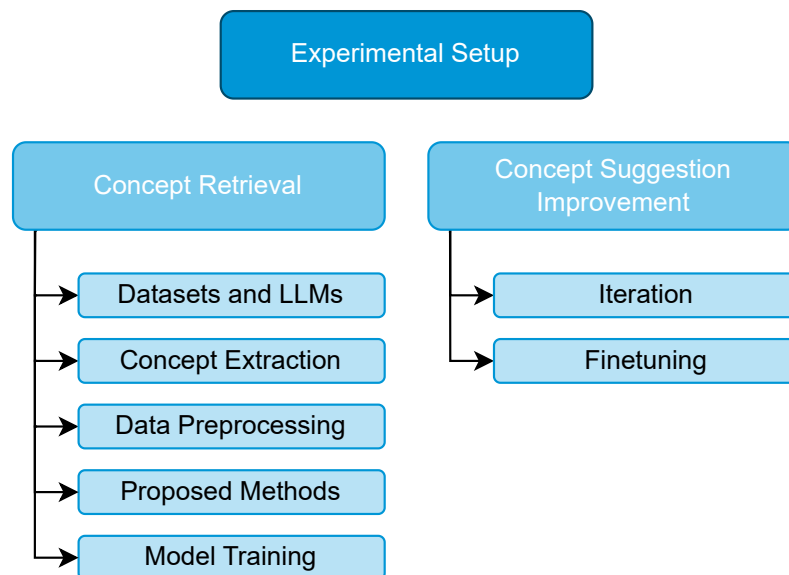 Experimental Setup
Concept Retrieval
Datasets and LLMs
Concept Extraction
Data Preprocessing
Proposed Methods
Model Training
Concept Suggestion
Improvement
Iteration
Finetuning